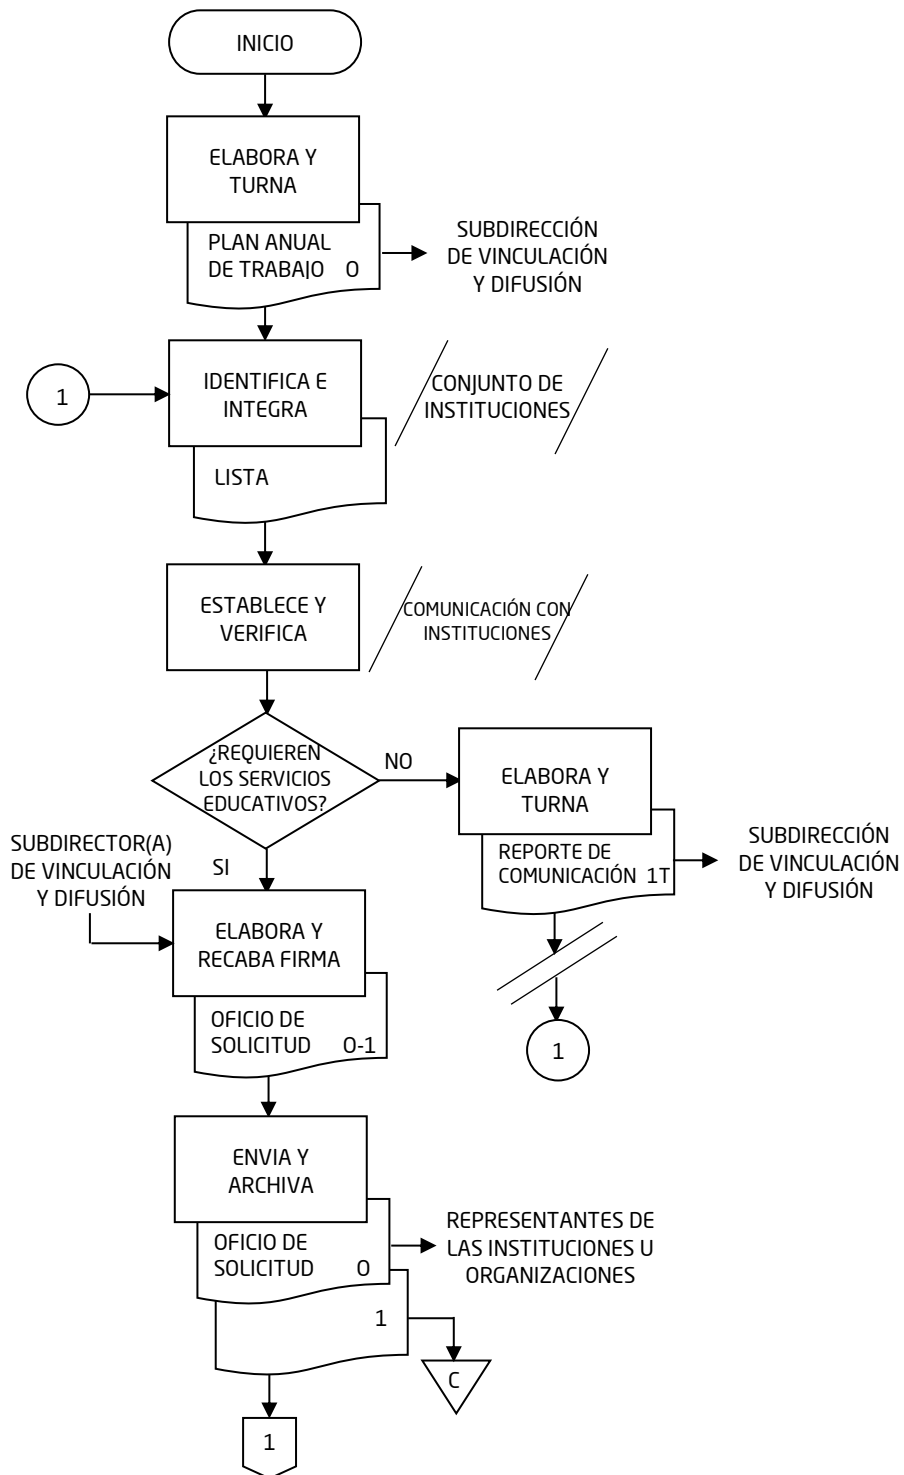 INICIO
ELABORA Y
TURNA
PLAN ANUAL
DE TRABAJO O
SUBDIRECCIÓN
DE VINCULACIÓN
Y DIFUSIÓN
1
IDENTIFICA E
INTEGRA
CONJUNTO DE
INSTITUCIONES
LISTA
ESTABLECE Y
VERIFICA
COMUNICACIÓN CON
INSTITUCIONES
¿REQUIEREN
LOS SERVICIOS
EDUCATIVOS?
NO
ELABORA Y
TURNA
REPORTE DE
COMUNICACIÓN 1T
SUBDIRECCIÓN
DE VINCULACIÓN
Y DIFUSIÓN
1
SUBDIRECTOR(A)
DE VINCULACIÓN
Y DIFUSIÓN
SI
ELABORA Y
RECABA FIRMA
OFICIO DE
SOLICITUD O-1
ENVIA Y
ARCHIVA
OFICIO DE
SOLICITUD O
REPRESENTANTES DE
LAS INSTITUCIONES U
ORGANIZACIONES
1
C
1